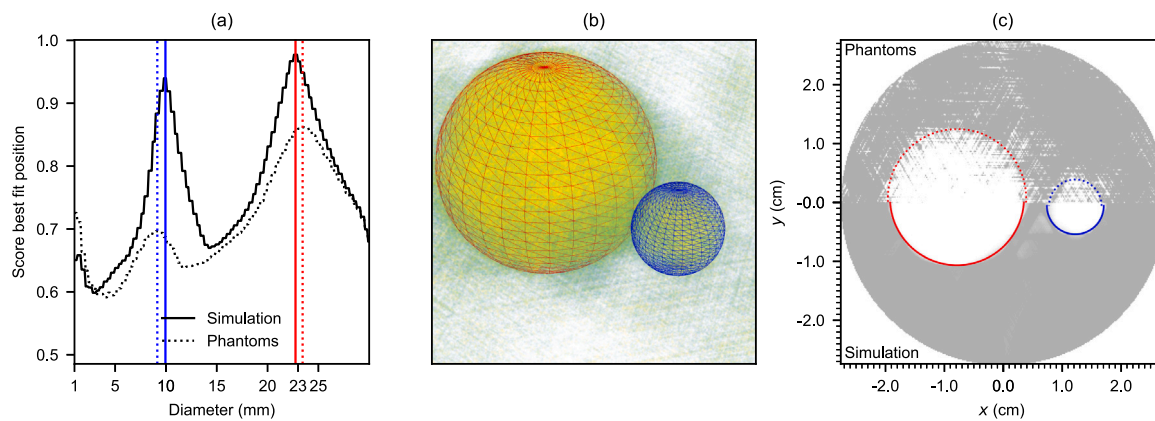 (a)
1.0
0.9
0.8
0.7
0.6
0.5
Score best fit position
Simulation
Phantoms
1 5 10 15 20 23 25
Diameter (mm)
(b)
(c)
Phantoms
2.0
1.0
-0.0
-1.0
-2.0
y (cm)
Simulation
-2.0 -1.0 0.0 1.0 2.0
x (cm)